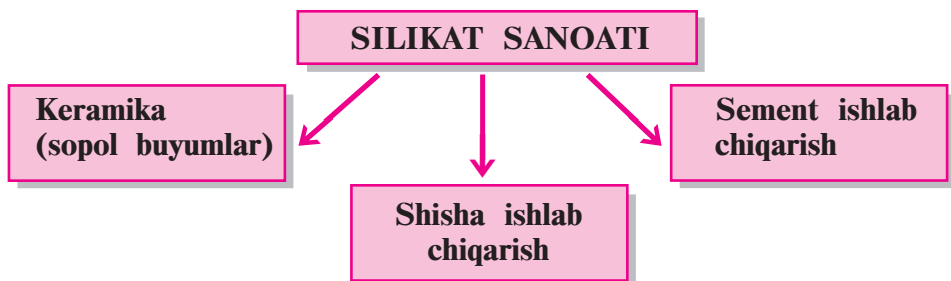 SILIKAT SANOATI
Keramika
(sopol buyumlar)
Sement ishlab
chiqarish
Shisha ishlab
chiqarish